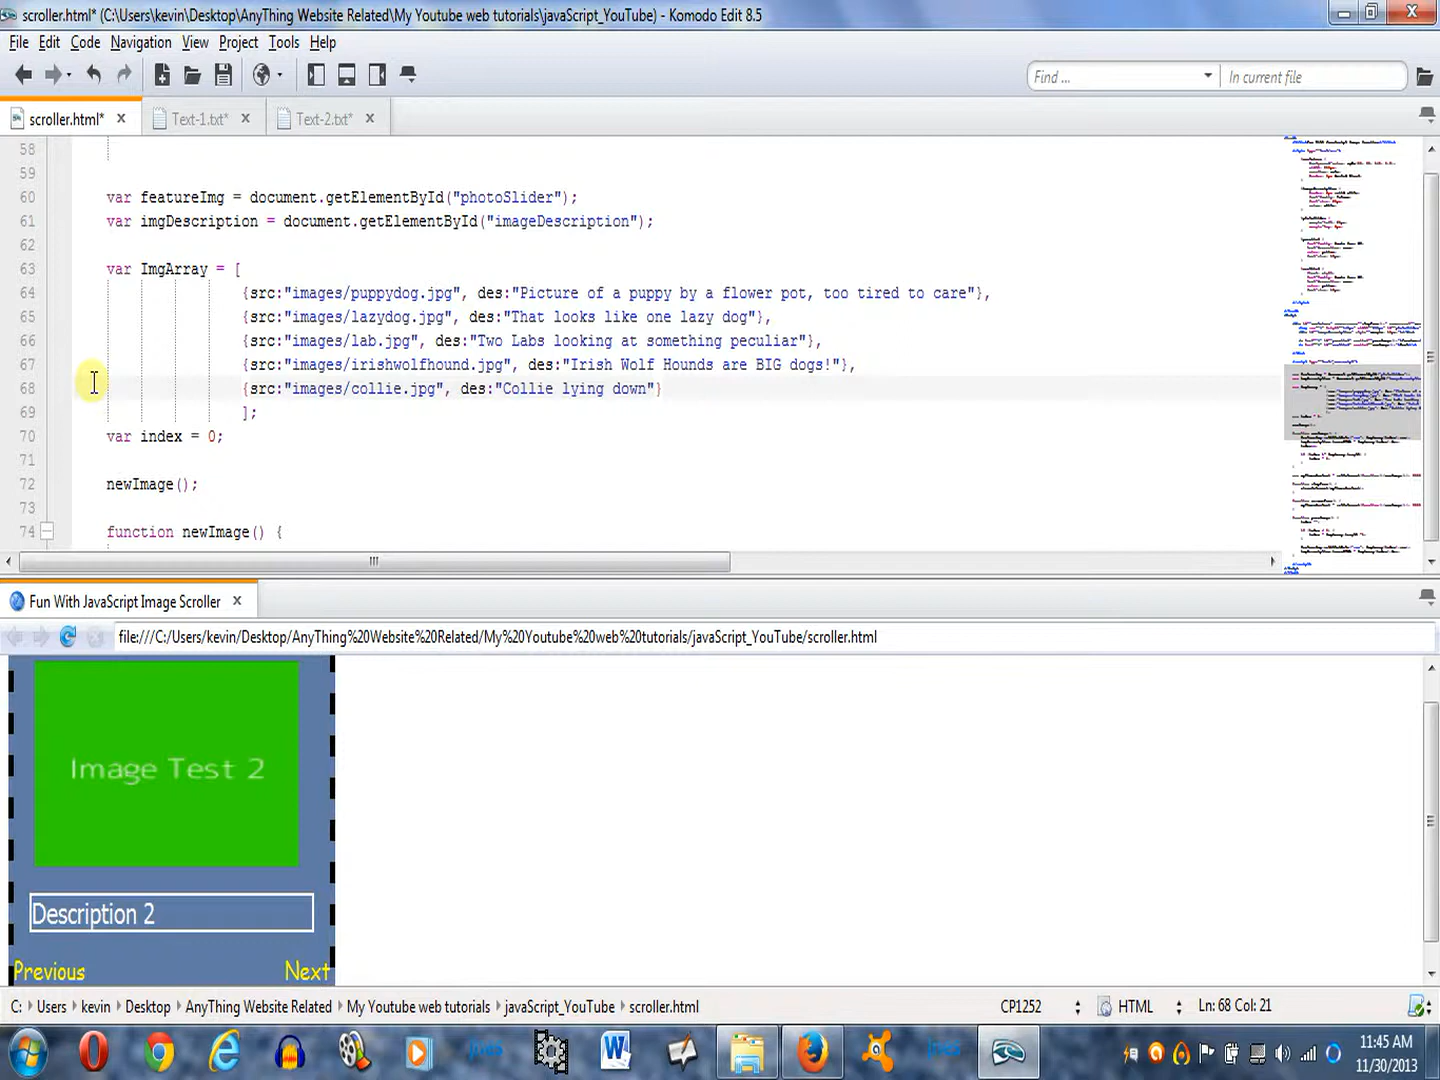 scroller.html* (C:\Users\kevin\Desktop\AnyThing Website Related\My Youtube web tutorials\javaScript_YouTube) - Komodo Edit 8.5
File Edit Code Navigation View Project Tools Help
Find ... In current file
scroller.html* Text-1.txt* Text-2.txt*
58
59
60 var featureImg = document.getElementById("photoSlider");
61 var imgDescription = document.getElementById("imageDescription");
62
63 var ImgArray = [
64 {src:"images/puppydog.jpg", des:"Picture of a puppy by a flower pot, too tired to care"},
65 {src:"images/lazydog.jpg", des:"That looks like one lazy dog"},
66 {src:"images/lab.jpg", des:"Two Labs looking at something peculiar"},
67 {src:"images/irishwolfhound.jpg", des:"Irish Wolf Hounds are BIG dogs!"},
68 {src:"images/collie.jpg", des:"Collie lying down"}
69 ];
70 var index = 0;
71
72 newImage();
73
74 function newImage() {
Fun With JavaScript Image Scroller
file:///C:/Users/kevin/Desktop/AnyThing%20Website%20Related/My%20Youtube%20web%20tutorials/javaScript_YouTube/scroller.html
Image Test 2
Description 2
Previous Next
C: Users kevin Desktop AnyThing Website Related My Youtube web tutorials javaScript_YouTube scroller.html CP1252 HTML Ln: 68 Col: 21
11:45 AM
11/30/2013